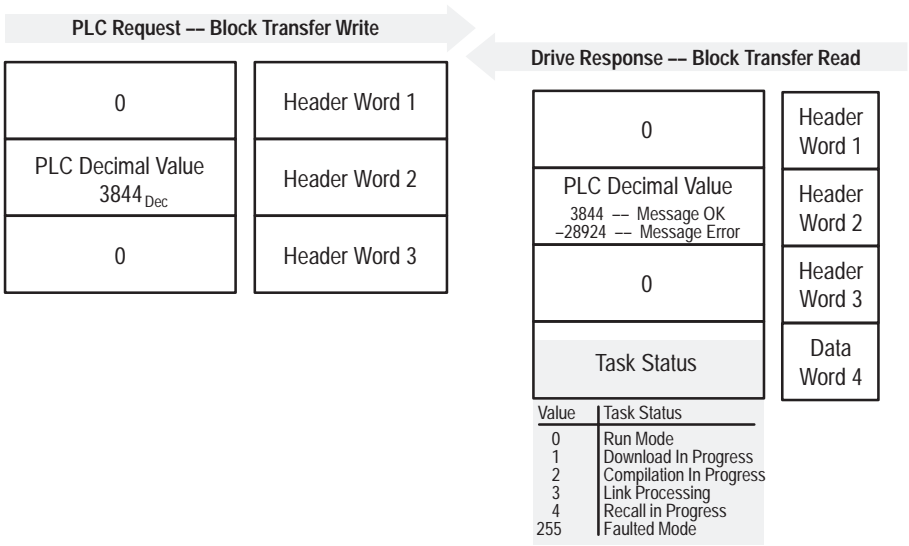 PLC Request –– Block Transfer Write
0
Header Word 1
PLC Decimal Value
3844 Dec
Header Word 2
0
Header Word 3
Drive Response –– Block Transfer Read
0
Header
Word 1
PLC Decimal Value
3844 –– Message OK
–28924 –– Message Error
Header
Word 2
0
Header
Word 3
Task Status
Data
Word 4
Value Task Status
0 Run Mode
1 Download In Progress
2 Compilation In Progress
3 Link Processing
4 Recall in Progress
255 Faulted Mode